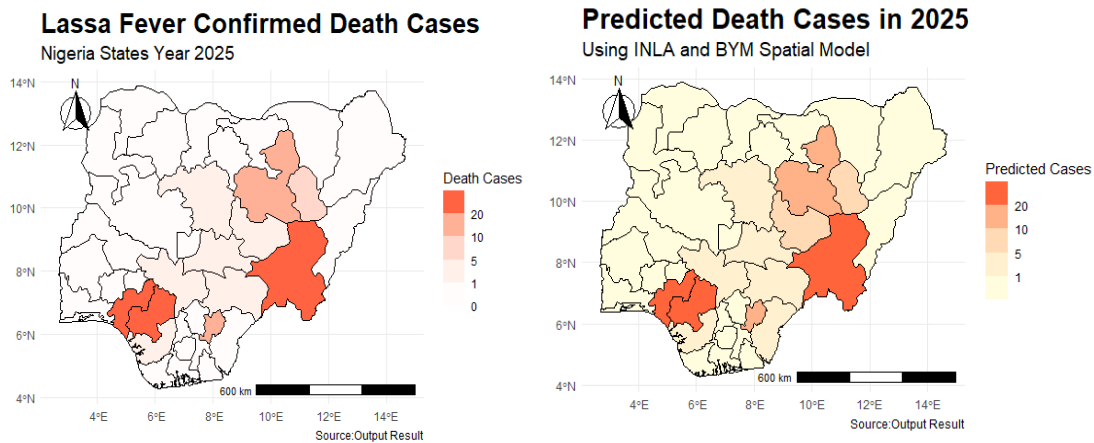 Lassa Fever Confirmed Death Cases
Nigeria States Year 2025
N
14°N
12°N
10°N
8°N
6°N
4°N
4°E
6°E
8°E
10°E
12°E
14°E
600 km
Source:Output Result
Death Cases
20
10
5
1
0
Predicted Death Cases in 2025
Using INLA and BYM Spatial Model
N
14°N
12°N
10°N
8°N
6°N
4°N
4°E
6°E
8°E
10°E
12°E
14°E
600 km
Source:Output Result
Predicted Cases
20
10
5
1